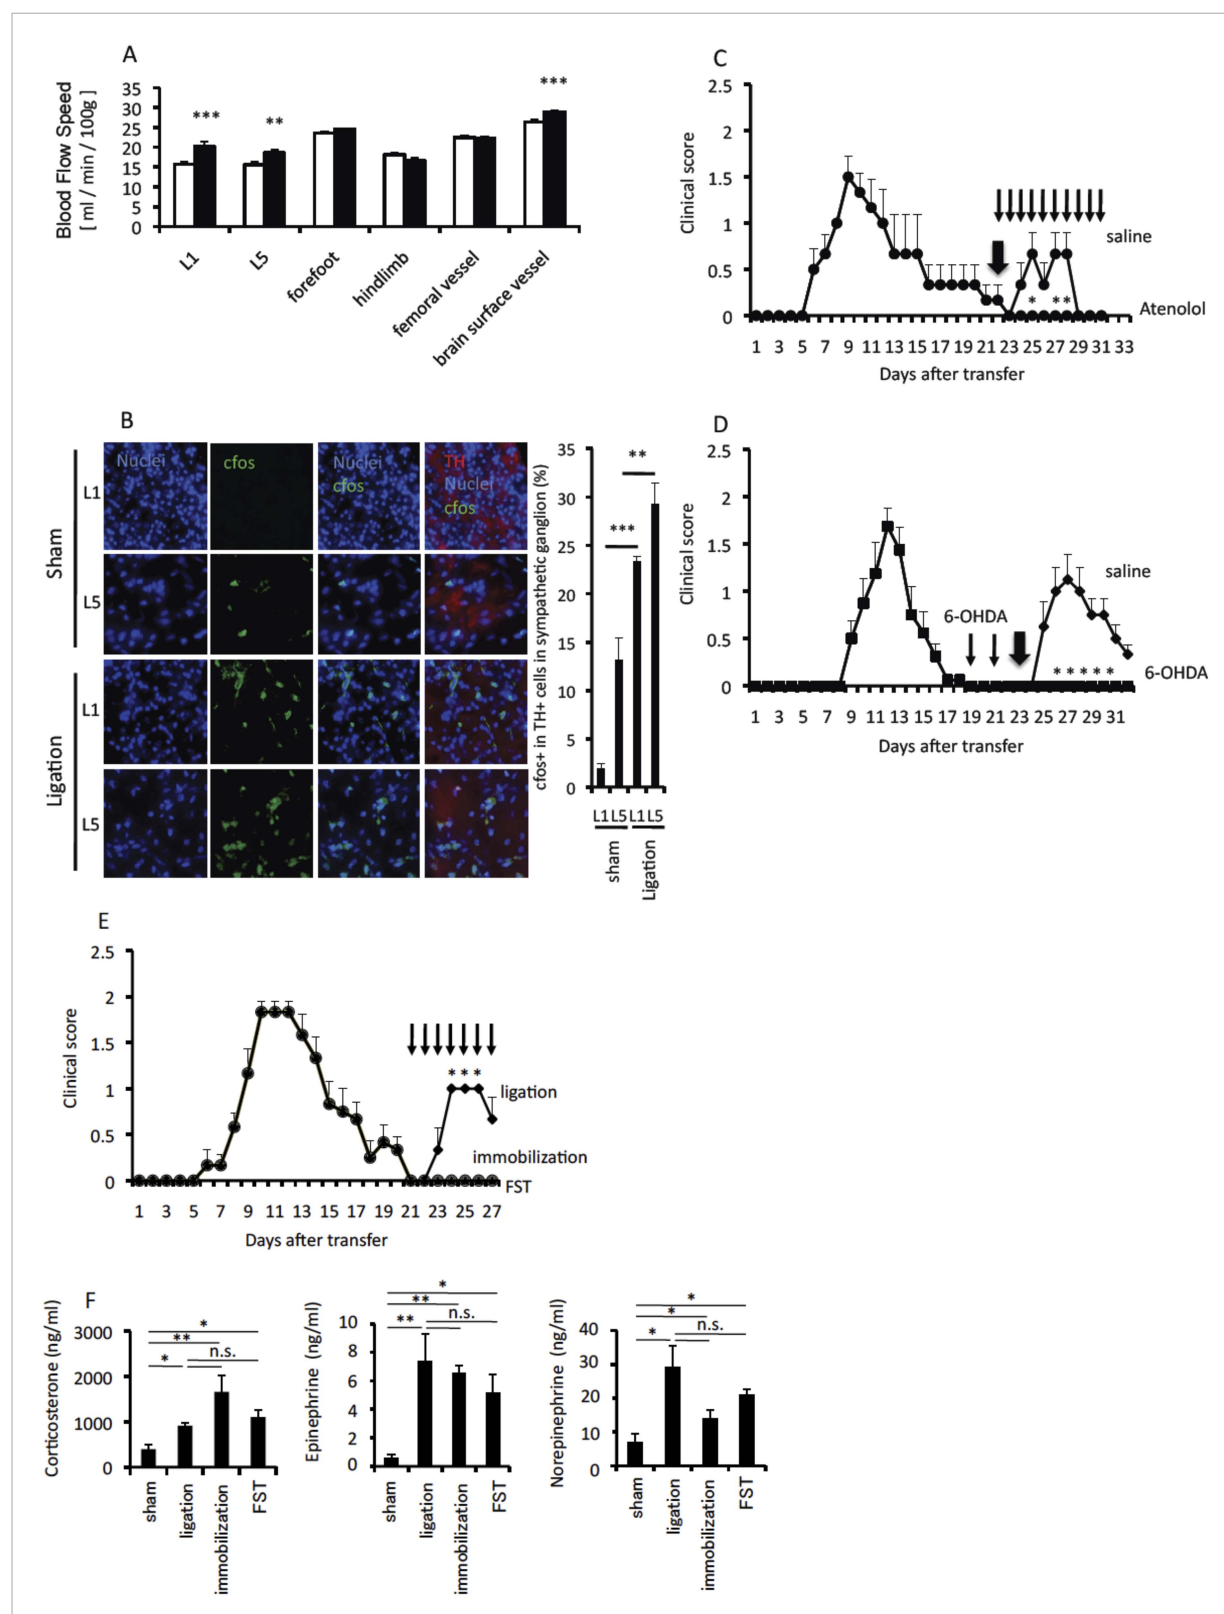 A
Blood Flow Speed
[ ml / min / 100g ]
35
30
25
20
15
10
5
0
***
**
***
L1
L5
forefoot
hindlimb
femoral vessel
brain surface vessel
B
Sham
L1
L5
Ligation
L1
L5
Nuclei
cfos
Nuclei
cfos
TH
Nuclei
cfos
cfos+ in TH+ cells in sympathetic ganglion (%)
35
30
25
20
15
10
5
0
**
***
L1 L5 L1 L5
sham
Ligation
C
Clinical score
2.5
2
1.5
1
0.5
0
saline
* **
Atenolol
1 3 5 7 9 11 13 15 17 19 21 23 25 27 29 31 33
Days after transfer
D
Clinical score
2.5
2
1.5
1
0.5
0
6-OHDA
saline
* * * * *
6-OHDA
1 3 5 7 9 11 13 15 17 19 21 23 25 27 29 31
Days after transfer
E
Clinical score
2.5
2
1.5
1
0.5
0
* * *
ligation
immobilization
FST
1 3 5 7 9 11 13 15 17 19 21 23 25 27
Days after transfer
F
Corticosterone (ng/ml)
3000
2000
1000
0
*
**
* n.s.
sham
ligation
immobilization
FST
Epinephrine (ng/ml)
10
8
6
4
2
0
*
**
** n.s.
sham
ligation
immobilization
FST
Norepinephrine (ng/ml)
40
30
20
10
0
*
*
* n.s.
sham
ligation
immobilization
FST